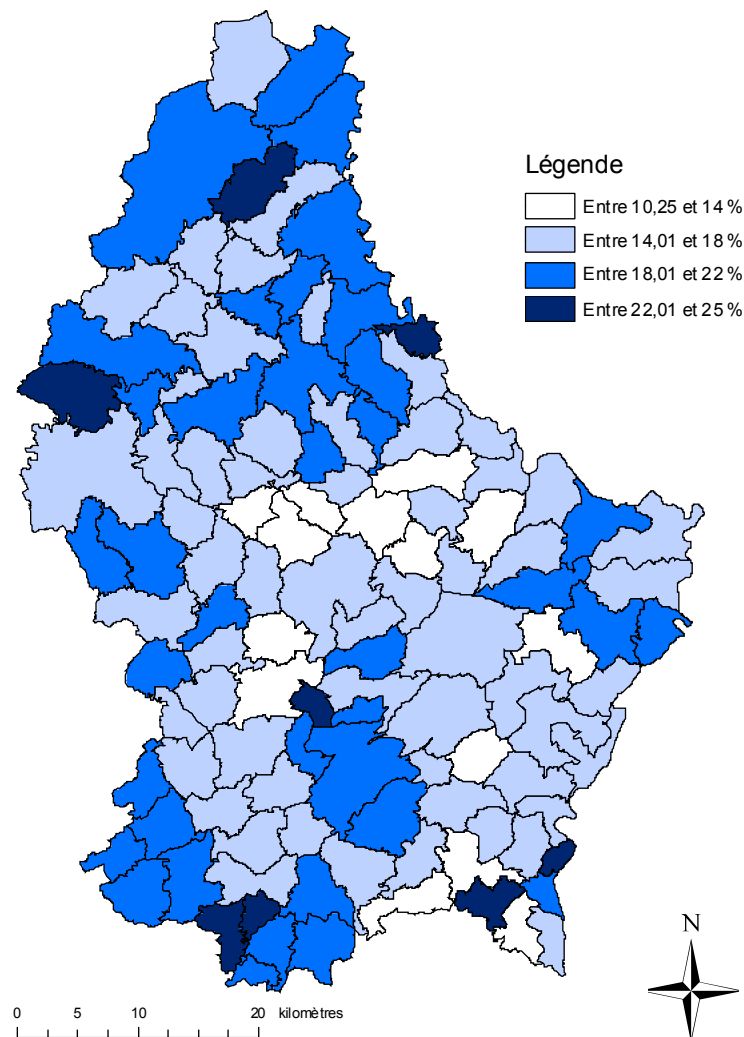 Légende
Entre 10,25 et 14 %
Entre 14,01 et 18 %
Entre 18,01 et 22 %
Entre 22,01 et 25 %
N
0 5 10 20 kilomètres